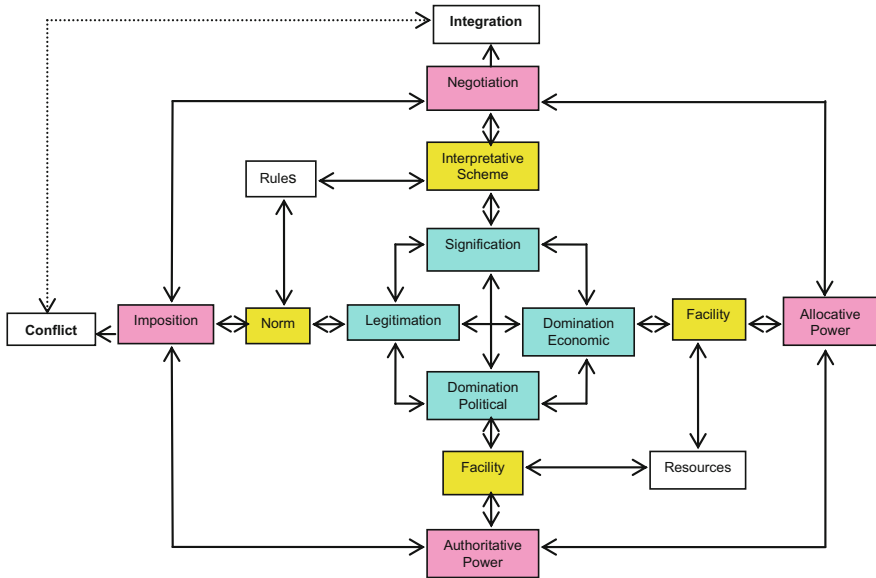 Integration
Negotiation
Interpretative
Scheme
Rules
Signification
Conflict
Imposition
Norm
Legitimation
Domination
Economic
Facility
Allocative
Power
Domination
Political
Facility
Resources
Authoritative
Power